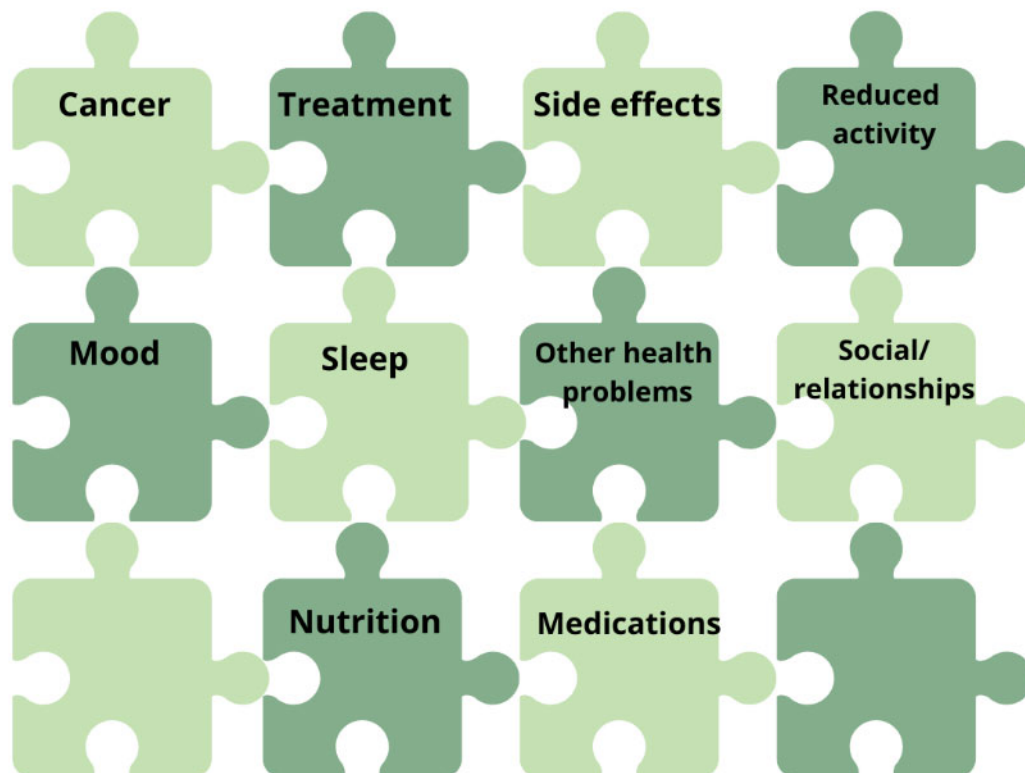 Cancer
Treatment
Side effects
Reduced
activity
Mood
Sleep
Other health
problems
Social/
relationships
Nutrition
Medications